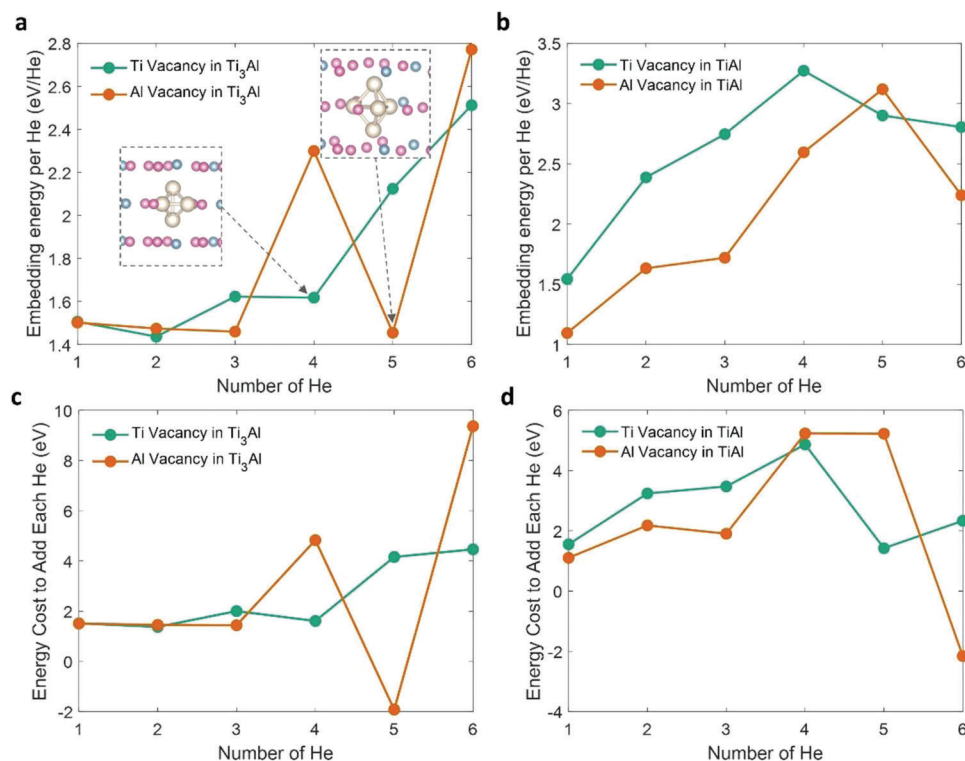 a
Embedding energy per He (eV/He)
2.8
2.6
2.4
2.2
2
1.8
1.6
1.4
Ti Vacancy in Ti3Al
Al Vacancy in Ti3Al
1 2 3 4 5 6
Number of He
b
Embedding energy per He (eV/He)
3.5
3
2.5
2
1.5
1
Ti Vacancy in TiAl
Al Vacancy in TiAl
1 2 3 4 5 6
Number of He
c
Energy Cost to Add Each He (eV)
10
8
6
4
2
0
-2
Ti Vacancy in Ti3Al
Al Vacancy in Ti3Al
1 2 3 4 5 6
Number of He
d
Energy Cost to Add Each He (eV)
6
4
2
0
-2
-4
Ti Vacancy in TiAl
Al Vacancy in TiAl
1 2 3 4 5 6
Number of He